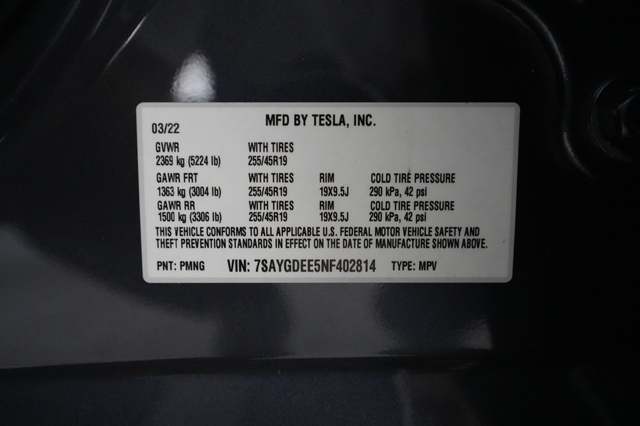 MFD BY TESLA, INC.
03/22
GVWR WITH TIRES
2369 kg (5224 lb) 255/45R19
GAWR FRT WITH TIRES RIM COLD TIRE PRESSURE
1363 kg (3004 lb) 255/45R19 19X9.5J 290 kPa, 42 psi
GAWR RR WITH TIRES RIM COLD TIRE PRESSURE
1500 kg (3306 lb) 255/45R19 19X9.5J 290 kPa, 42 psi
THIS VEHICLE CONFORMS TO ALL APPLICABLE U.S. FEDERAL MOTOR VEHICLE SAFETY AND
THEFT PREVENTION STANDARDS IN EFFECT ON THE DATE OF MANUFACTURE SHOWN ABOVE.
PNT: PMNG VIN: 7SAYGDEE5NF402814 TYPE: MPV